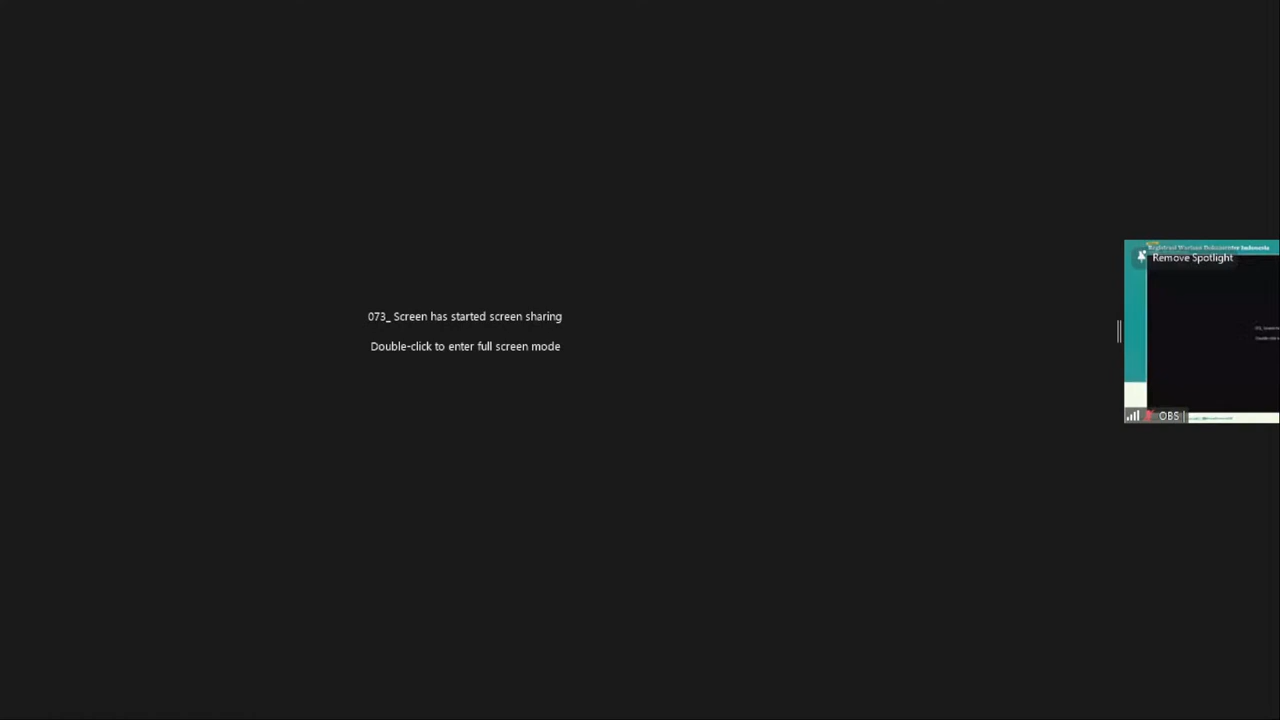 073_ Screen has started screen sharing
Double-click to enter full screen mode
Remove Spotlight
OBS |